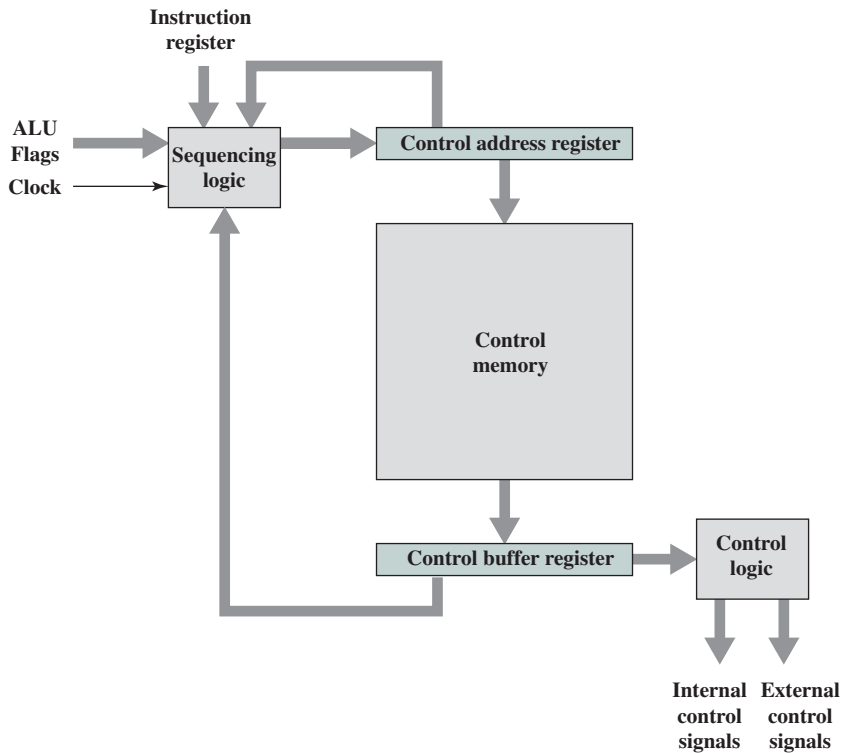 Instruction
register
ALU
Flags
Clock
Sequencing
logic
Control address register
Control
memory
Control buffer register
Control
logic
Internal
control
signals
External
control
signals